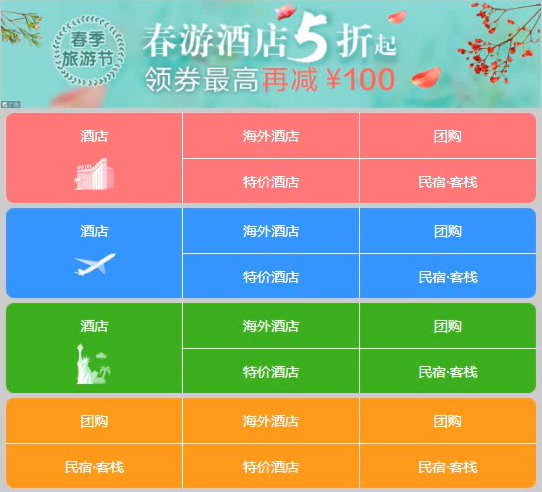 春季
旅游节
春游酒店5折起
领券最高再减¥100
广告
酒店
海外酒店
团购
特价酒店
民宿·客栈
酒店
海外酒店
团购
特价酒店
民宿·客栈
酒店
海外酒店
团购
特价酒店
民宿·客栈
团购
海外酒店
团购
民宿·客栈
特价酒店
民宿·客栈